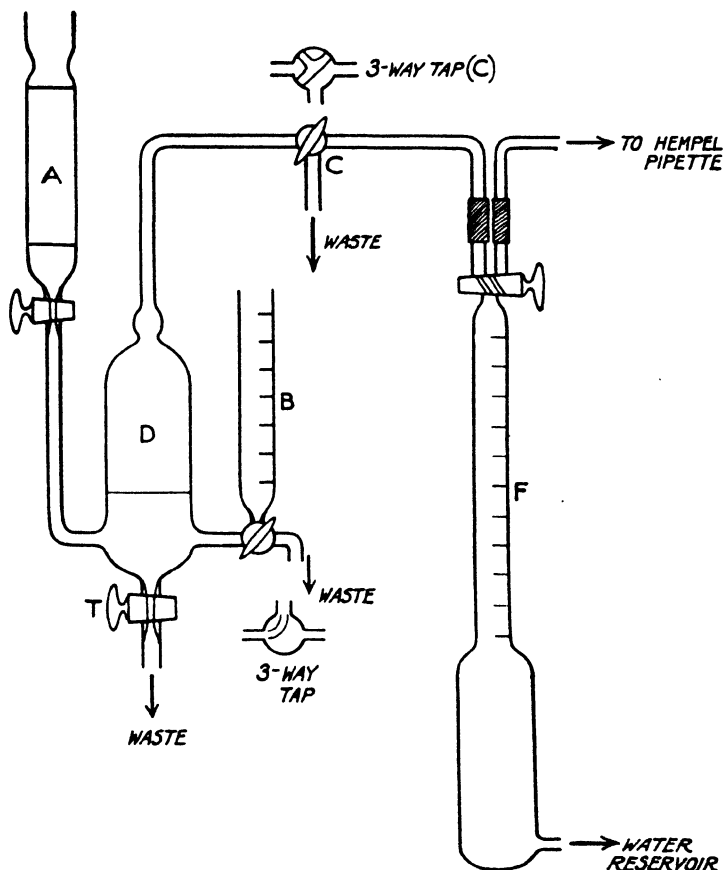 3-WAY TAP (C)
TO HEMPEL
PIPETTE
C
A
WASTE
B
D
F
WASTE
T
3-WAY
TAP
WASTE
WATER
RESERVOIR